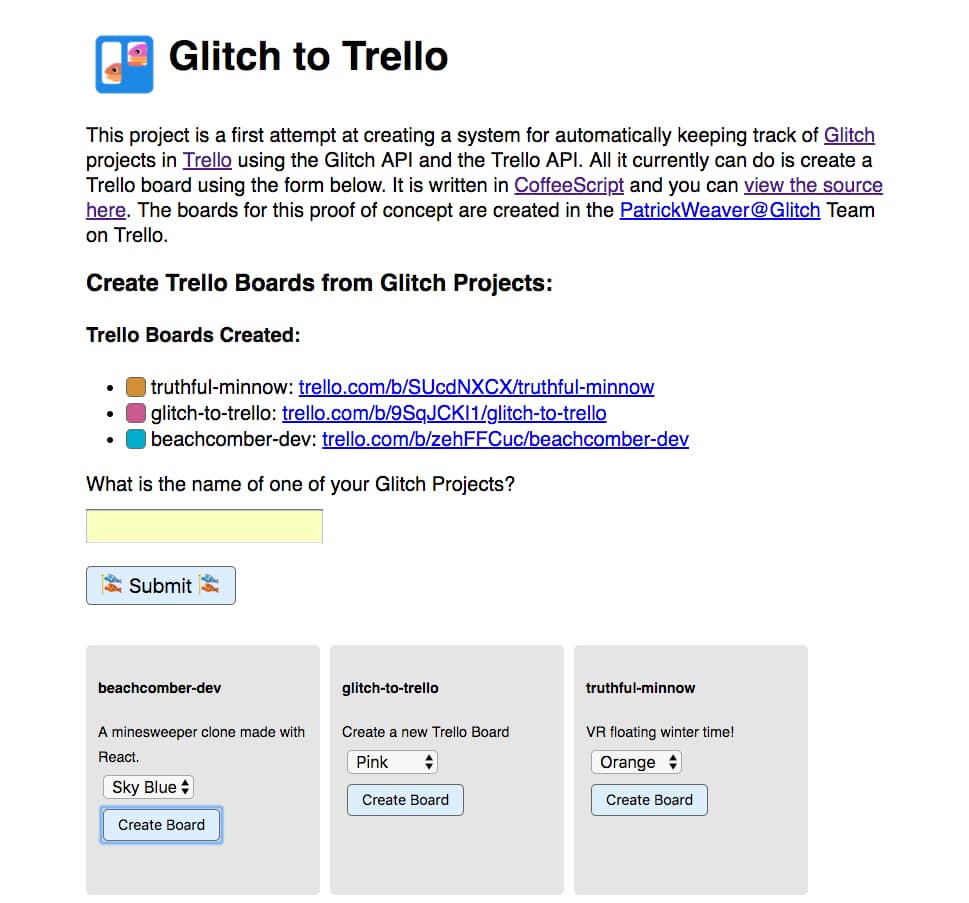 Glitch to Trello
This project is a first attempt at creating a system for automatically keeping track of Glitch
projects in Trello using the Glitch API and the Trello API. All it currently can do is create a
Trello board using the form below. It is written in CoffeeScript and you can view the source
here. The boards for this proof of concept are created in the PatrickWeaver@Glitch Team
on Trello.
Create Trello Boards from Glitch Projects:
Trello Boards Created:
truthful-minnow: trello.com/b/SUcdNXCX/truthful-minnow
glitch-to-trello: trello.com/b/9SqJCKI1/glitch-to-trello
beachcomber-dev: trello.com/b/zehFFCuc/beachcomber-dev
What is the name of one of your Glitch Projects?
Submit
beachcomber-dev
A minesweeper clone made with
React.
Sky Blue
Create Board
glitch-to-trello
Create a new Trello Board
Pink
Create Board
truthful-minnow
VR floating winter time!
Orange
Create Board